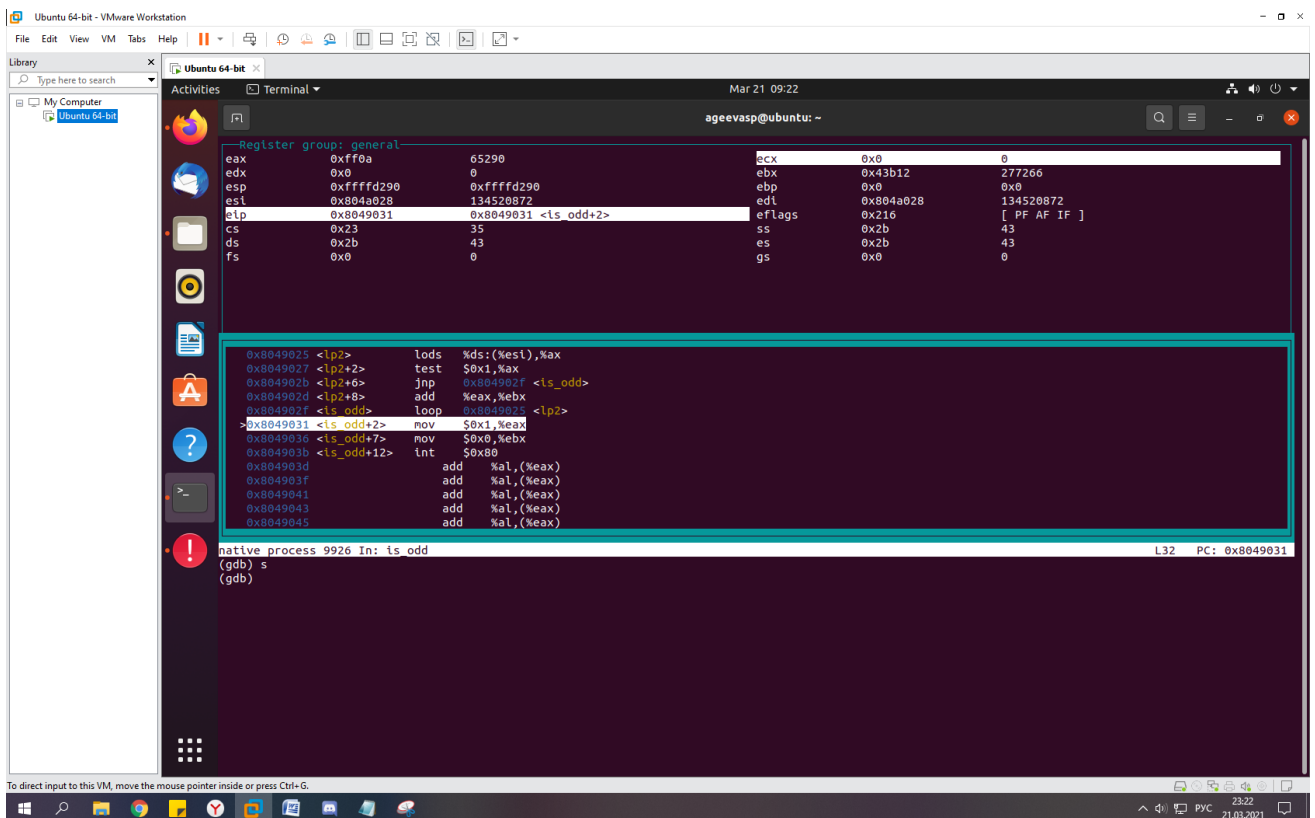 Ubuntu 64-bit - VMware Workstation
File Edit View VM Tabs Help
Library
Type here to search
My Computer
Ubuntu 64-bit
Ubuntu 64-bit
Activities Terminal Mar 21 09:22
ageevasp@ubuntu: ~
Register group: general
eax 0xff0a 65290 ecx 0x0 0
edx 0x0 0 ebx 0x43b12 277266
esp 0xffffd290 0xffffd290 ebp 0x0 0x0
esi 0x804a028 134520872 edi 0x804a028 134520872
eip 0x8049031 0x8049031 <is_odd+2> eflags 0x216 [ PF AF IF ]
cs 0x23 35 ss 0x2b 43
ds 0x2b 43 es 0x2b 43
fs 0x0 0 gs 0x0 0
0x8049025 <lp2> lods %ds:(%esi),%ax
0x8049027 <lp2+2> test $0x1,%ax
0x804902b <lp2+6> jnp 0x804902f <is_odd>
0x804902d <lp2+8> add %eax,%ebx
0x804902f <is_odd> loop 0x8049025 <lp2>
>0x8049031 <is_odd+2> mov $0x1,%eax
0x8049036 <is_odd+7> mov $0x0,%ebx
0x804903b <is_odd+12> int $0x80
0x804903d add %al,(%eax)
0x804903f add %al,(%eax)
0x8049041 add %al,(%eax)
0x8049043 add %al,(%eax)
0x8049045 add %al,(%eax)
native process 9926 In: is_odd L32 PC: 0x8049031
(gdb) s
(gdb)
To direct input to this VM, move the mouse pointer inside or press Ctrl+G.
РУС 23:22
21.03.2021